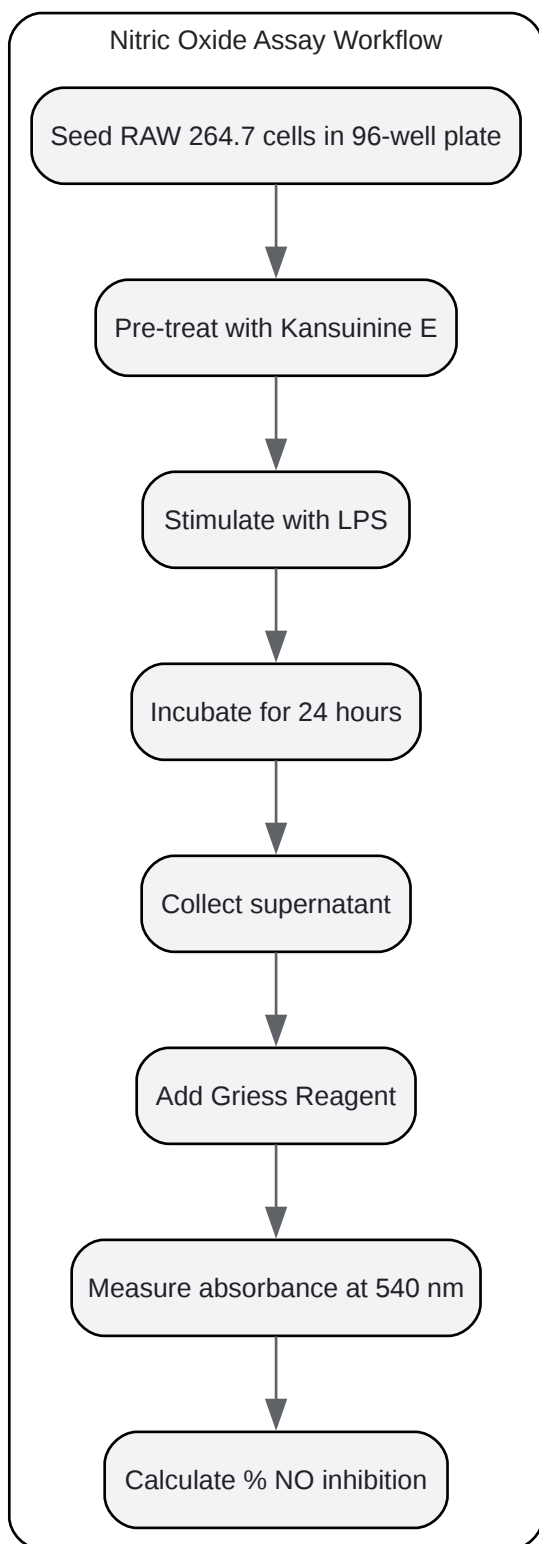 Nitric Oxide Assay Workflow
Seed RAW 264.7 cells in 96-well plate
Pre-treat with Kansuinine E
Stimulate with LPS
Incubate for 24 hours
Collect supernatant
Add Griess Reagent
Measure absorbance at 540 nm
Calculate % NO inhibition